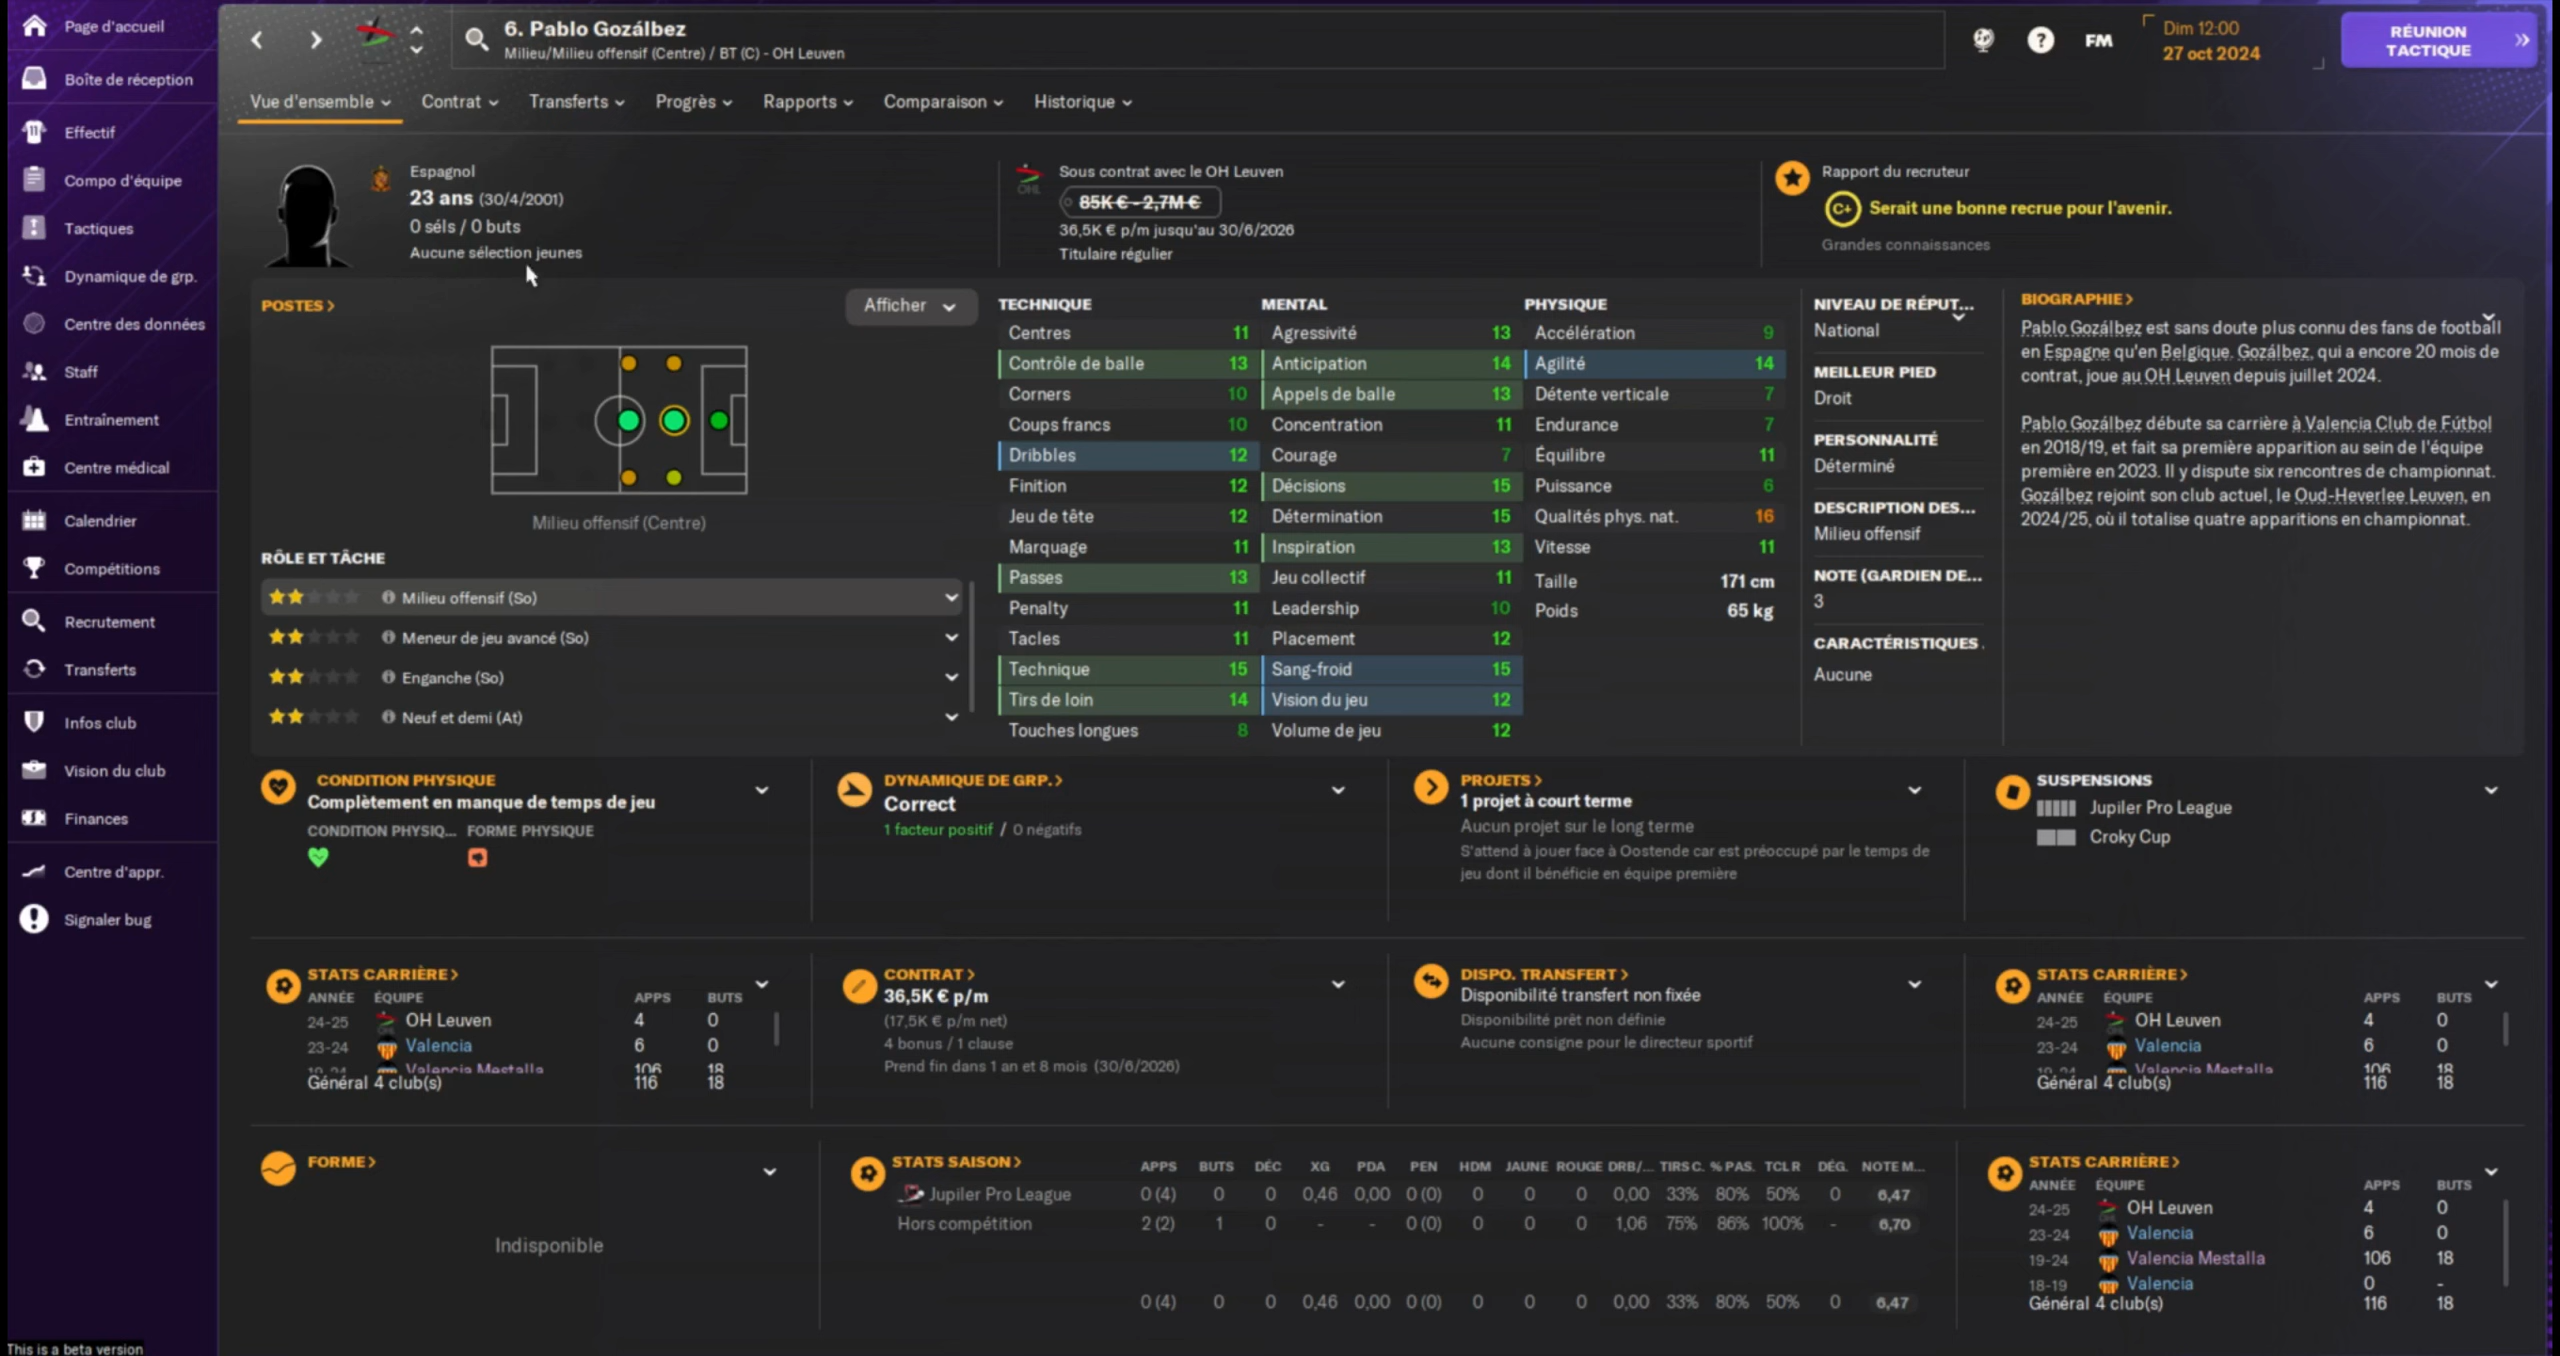 Page d'accueil
Boîte de réception
Effectif
Compo d'équipe
Tactiques
Dynamique de grp.
Centre des données
Staff
Entraînement
Centre médical
Calendrier
Compétitions
Recrutement
Transferts
Infos club
Vision du club
Finances
Centre d'appr.
Signaler bug
This is a beta version
6. Pablo Gozálbez
Milieu/Milieu offensif (Centre) / BT (C) - OH Leuven
FM
Dim 12:00
27 oct 2024
RÉUNION
TACTIQUE
Vue d'ensemble Contrat Transferts Progrès Rapports Comparaison Historique
Espagnol
23 ans (30/4/2001)
0 séls / 0 buts
Aucune sélection jeunes
Sous contrat avec le OH Leuven
85K € - 2,7M €
36,5K € p/m jusqu'au 30/6/2026
Titulaire régulier
Rapport du recruteur
C+ Serait une bonne recrue pour l'avenir.
Grandes connaissances
POSTES >
Afficher
Milieu offensif (Centre)
RÔLE ET TÂCHE
Milieu offensif (So)
Meneur de jeu avancé (So)
Enganche (So)
Neuf et demi (At)
TECHNIQUE
Centres 11
Contrôle de balle 13
Corners 10
Coups francs 10
Dribbles 12
Finition 12
Jeu de tête 12
Marquage 11
Passes 13
Penalty 11
Tacles 11
Technique 15
Tirs de loin 14
Touches longues 8
MENTAL
Agressivité 13
Anticipation 14
Appels de balle 13
Concentration 11
Courage 7
Décisions 15
Détermination 15
Inspiration 13
Jeu collectif 11
Leadership 10
Placement 12
Sang-froid 15
Vision du jeu 12
Volume de jeu 12
PHYSIQUE
Accélération 9
Agilité 14
Détente verticale 7
Endurance 7
Équilibre 11
Puissance 6
Qualités phys. nat. 16
Vitesse 11
Taille 171 cm
Poids 65 kg
NIVEAU DE RÉPUT...
National
MEILLEUR PIED
Droit
PERSONNALITÉ
Déterminé
DESCRIPTION DES...
Milieu offensif
NOTE (GARDIEN DE...
3
CARACTÉRISTIQUES
Aucune
BIOGRAPHIE >
Pablo Gozálbez est sans doute plus connu des fans de football
en Espagne qu'en Belgique. Gozálbez, qui a encore 20 mois de
contrat, joue au OH Leuven depuis juillet 2024.
Pablo Gozálbez débute sa carrière à Valencia Club de Fútbol
en 2018/19, et fait sa première apparition au sein de l'équipe
première en 2023. Il y dispute six rencontres de championnat.
Gozálbez rejoint son club actuel, le Oud-Heverlee Leuven, en
2024/25, où il totalise quatre apparitions en championnat.
CONDITION PHYSIQUE
Complètement en manque de temps de jeu
CONDITION PHYSIQ... FORME PHYSIQUE
DYNAMIQUE DE GRP. >
Correct
1 facteur positif / 0 négatifs
PROJETS >
1 projet à court terme
Aucun projet sur le long terme
S'attend à jouer face à Oostende car est préoccupé par le temps de
jeu dont il bénéficie en équipe première
SUSPENSIONS
Jupiler Pro League
Croky Cup
STATS CARRIÈRE >
ANNÉE ÉQUIPE APPS BUTS
24-25 OH Leuven 4 0
23-24 Valencia 6 0
19-24 Valencia Mestalla 106 18
Général 4 club(s) 116 18
CONTRAT >
36,5K € p/m
(17,5K € p/m net)
4 bonus / 1 clause
Prend fin dans 1 an et 8 mois (30/6/2026)
DISPO. TRANSFERT >
Disponibilité transfert non fixée
Disponibilité prêt non définie
Aucune consigne pour le directeur sportif
STATS CARRIÈRE >
ANNÉE ÉQUIPE APPS BUTS
24-25 OH Leuven 4 0
23-24 Valencia 6 0
19-24 Valencia Mestalla 106 18
Général 4 club(s) 116 18
FORME >
Indisponible
STATS SAISON > APPS BUTS DÉC XG PDA PEN HDM JAUNE ROUGE DRB/... TIRS C. % PAS. TCL R DÉG. NOTE M...
Jupiler Pro League 0 (4) 0 0 0,46 0,00 0 (0) 0 0 0 0,00 33% 80% 50% 0 6,47
Hors compétition 2 (2) 1 0 - - 0 (0) 0 0 0 1,06 75% 86% 100% - 6,70
0 (4) 0 0 0,46 0,00 0 (0) 0 0 0 0,00 33% 80% 50% 0 6,47
STATS CARRIÈRE >
ANNÉE ÉQUIPE APPS BUTS
24-25 OH Leuven 4 0
23-24 Valencia 6 0
19-24 Valencia Mestalla 106 18
18-19 Valencia 0 -
Général 4 club(s) 116 18